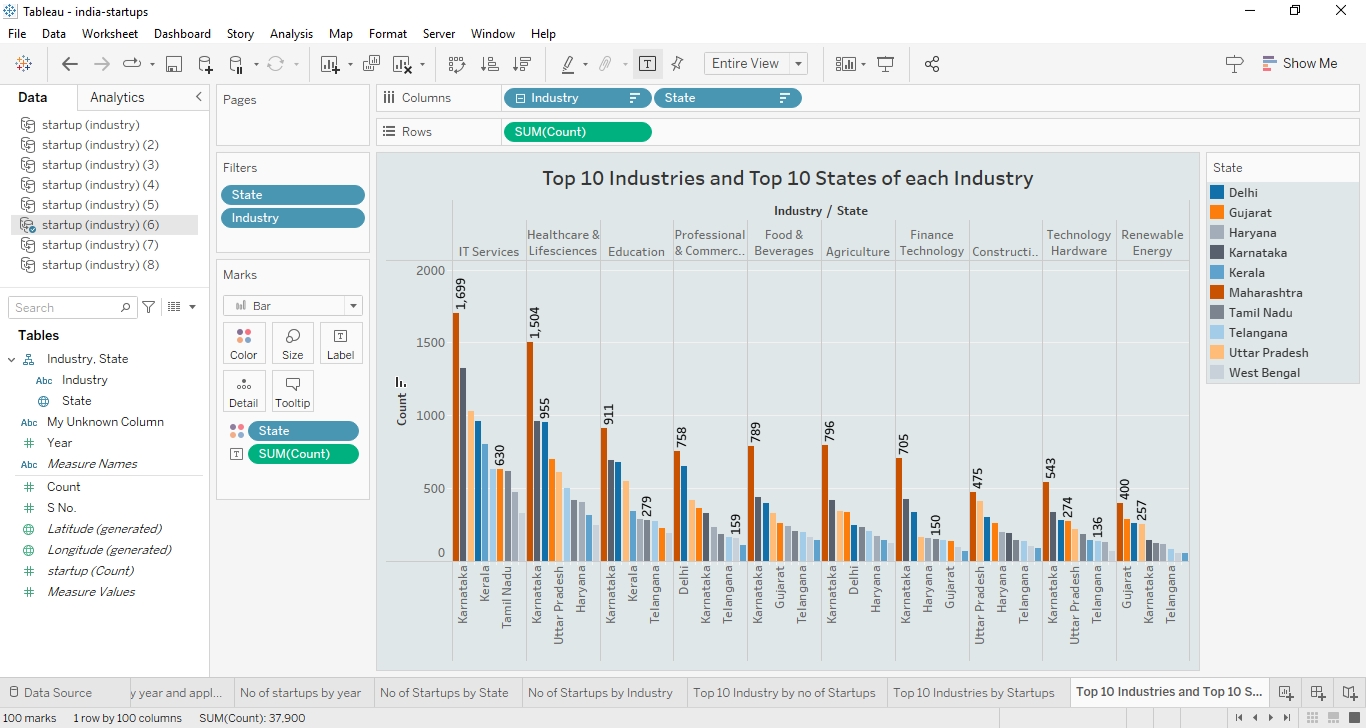 Tableau - india-startups
File Data Worksheet Dashboard Story Analysis Map Format Server Window Help
Entire View
Show Me
Data Analytics
startup (industry)
startup (industry) (2)
startup (industry) (3)
startup (industry) (4)
startup (industry) (5)
startup (industry) (6)
startup (industry) (7)
startup (industry) (8)
Search
Tables
Industry, State
Abc Industry
State
Abc My Unknown Column
Year
Abc Measure Names
Count
S No.
Latitude (generated)
Longitude (generated)
startup (Count)
Measure Values
Pages
Filters
State
Industry
Marks
Bar
Color Size Label
Detail Tooltip
State
SUM(Count)
Columns Industry State
Rows SUM(Count)
Top 10 Industries and Top 10 States of each Industry
Industry / State
IT Services
Healthcare &
Lifesciences
Education
Professional
& Commerc..
Food &
Beverages
Agriculture
Finance
Technology
Constructi..
Technology
Hardware
Renewable
Energy
Count
2000
1500
1000
500
0
1,699
630
1,504
955
911
279
758
159
789
796
705
150
475
543
274
136
400
257
Karnataka
Kerala
Tamil Nadu
Karnataka
Uttar Pradesh
Haryana
Karnataka
Kerala
Telangana
Delhi
Karnataka
Telangana
Karnataka
Gujarat
Telangana
Karnataka
Delhi
Haryana
Karnataka
Haryana
Gujarat
Uttar Pradesh
Haryana
Telangana
Karnataka
Uttar Pradesh
Telangana
Gujarat
Karnataka
Telangana
State
Delhi
Gujarat
Haryana
Karnataka
Kerala
Maharashtra
Tamil Nadu
Telangana
Uttar Pradesh
West Bengal
Data Source
y year and appl...
No of startups by year
No of Startups by State
No of Startups by Industry
Top 10 Industry by no of Startups
Top 10 Industries by Startups
Top 10 Industries and Top 10 S...
100 marks 1 row by 100 columns SUM(Count): 37,900